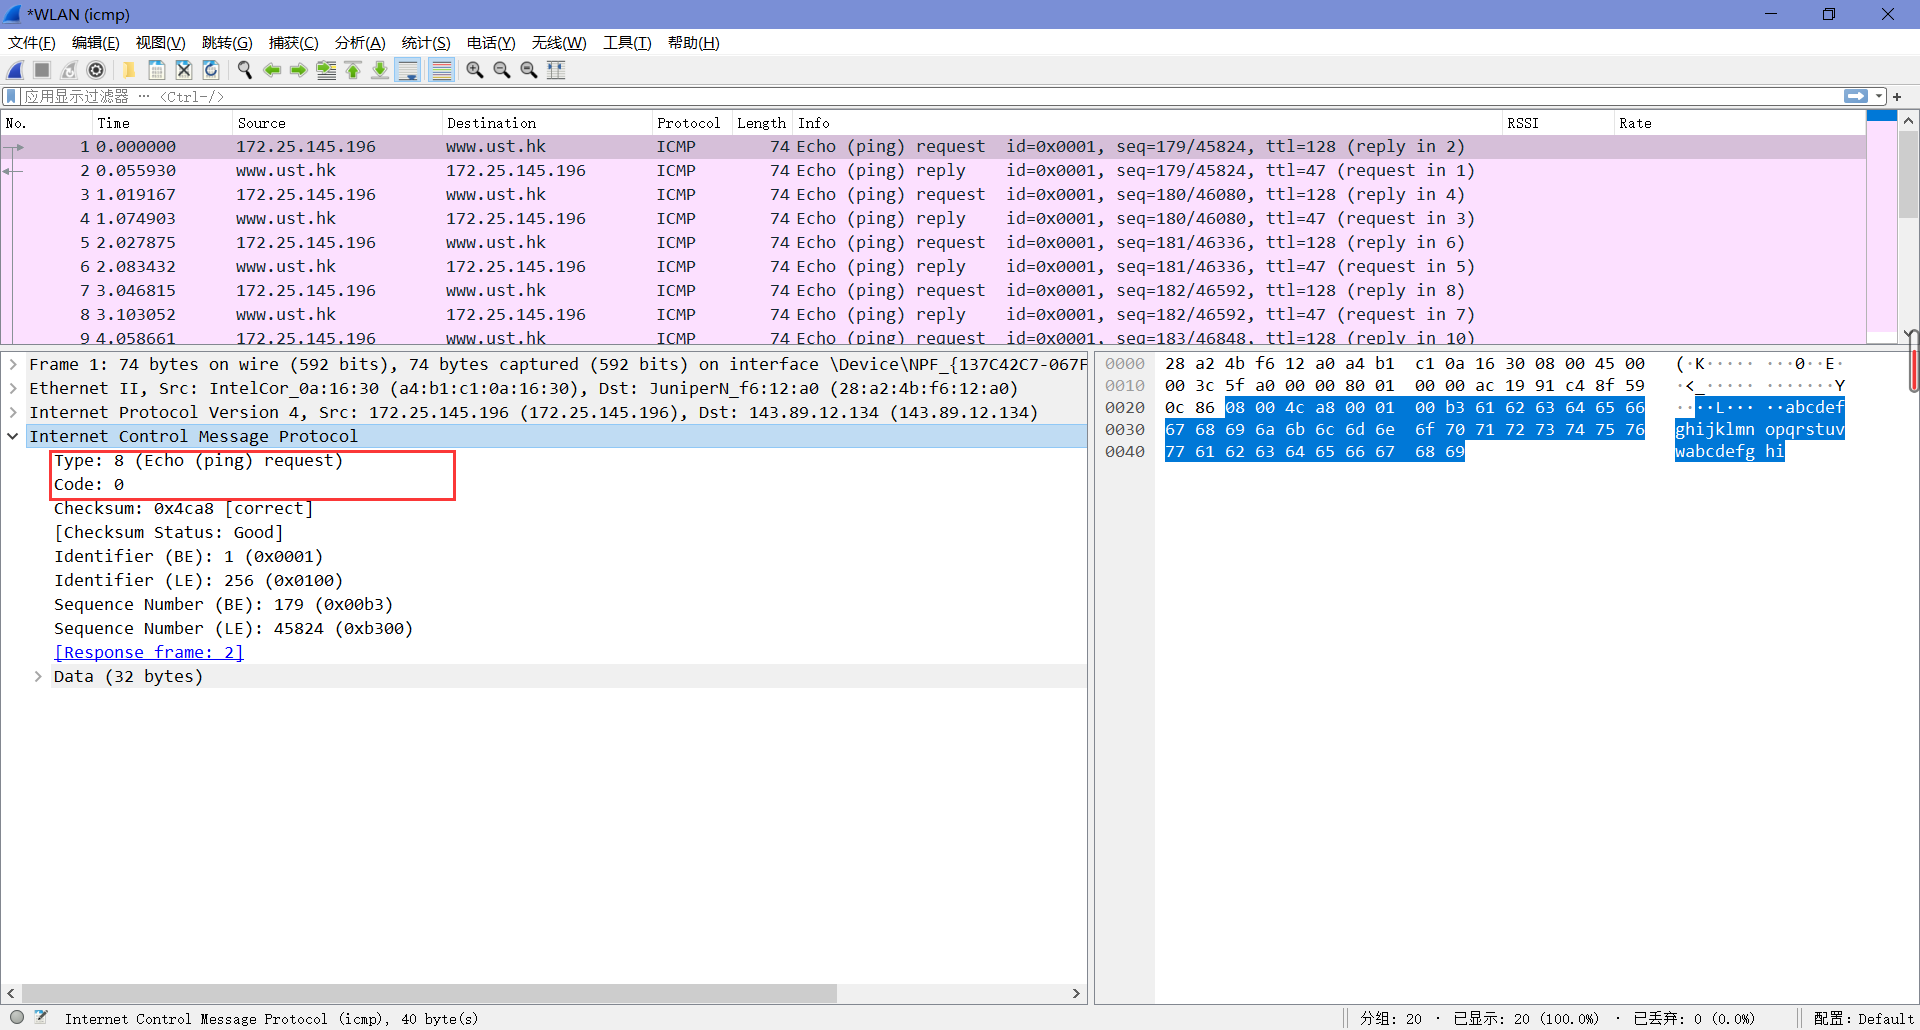 *WLAN (icmp)
文件(F) 编辑(E) 视图(V) 跳转(G) 捕获(C) 分析(A) 统计(S) 电话(Y) 无线(W) 工具(T) 帮助(H)
应用显示过滤器 … <Ctrl-/>
No. Time Source Destination Protocol Length Info RSSI Rate
1 0.000000 172.25.145.196 www.ust.hk ICMP 74 Echo (ping) request id=0x0001, seq=179/45824, ttl=128 (reply in 2)
2 0.055930 www.ust.hk 172.25.145.196 ICMP 74 Echo (ping) reply id=0x0001, seq=179/45824, ttl=47 (request in 1)
3 1.019167 172.25.145.196 www.ust.hk ICMP 74 Echo (ping) request id=0x0001, seq=180/46080, ttl=128 (reply in 4)
4 1.074903 www.ust.hk 172.25.145.196 ICMP 74 Echo (ping) reply id=0x0001, seq=180/46080, ttl=47 (request in 3)
5 2.027875 172.25.145.196 www.ust.hk ICMP 74 Echo (ping) request id=0x0001, seq=181/46336, ttl=128 (reply in 6)
6 2.083432 www.ust.hk 172.25.145.196 ICMP 74 Echo (ping) reply id=0x0001, seq=181/46336, ttl=47 (request in 5)
7 3.046815 172.25.145.196 www.ust.hk ICMP 74 Echo (ping) request id=0x0001, seq=182/46592, ttl=128 (reply in 8)
8 3.103052 www.ust.hk 172.25.145.196 ICMP 74 Echo (ping) reply id=0x0001, seq=182/46592, ttl=47 (request in 7)
9 4.058661 172.25.145.196 www.ust.hk ICMP 74 Echo (ping) request id=0x0001, seq=183/46848, ttl=128 (reply in 10)
Frame 1: 74 bytes on wire (592 bits), 74 bytes captured (592 bits) on interface \Device\NPF_{137C42C7-067F
Ethernet II, Src: IntelCor_0a:16:30 (a4:b1:c1:0a:16:30), Dst: JuniperN_f6:12:a0 (28:a2:4b:f6:12:a0)
Internet Protocol Version 4, Src: 172.25.145.196 (172.25.145.196), Dst: 143.89.12.134 (143.89.12.134)
Internet Control Message Protocol
Type: 8 (Echo (ping) request)
Code: 0
Checksum: 0x4ca8 [correct]
[Checksum Status: Good]
Identifier (BE): 1 (0x0001)
Identifier (LE): 256 (0x0100)
Sequence Number (BE): 179 (0x00b3)
Sequence Number (LE): 45824 (0xb300)
[Response frame: 2]
Data (32 bytes)
0000 28 a2 4b f6 12 a0 a4 b1 c1 0a 16 30 08 00 45 00 (·K····· ···0··E·
0010 00 3c 5f a0 00 00 80 01 00 00 ac 19 91 c4 8f 59 ·<_····· ·······Y
0020 0c 86 08 00 4c a8 00 01 00 b3 61 62 63 64 65 66 ····L··· ··abcdef
0030 67 68 69 6a 6b 6c 6d 6e 6f 70 71 72 73 74 75 76 ghijklmn opqrstuv
0040 77 61 62 63 64 65 66 67 68 69 wabcdefg hi
Internet Control Message Protocol (icmp), 40 byte(s) 分组: 20 · 已显示: 20 (100.0%) · 已丢弃: 0 (0.0%) 配置: Default